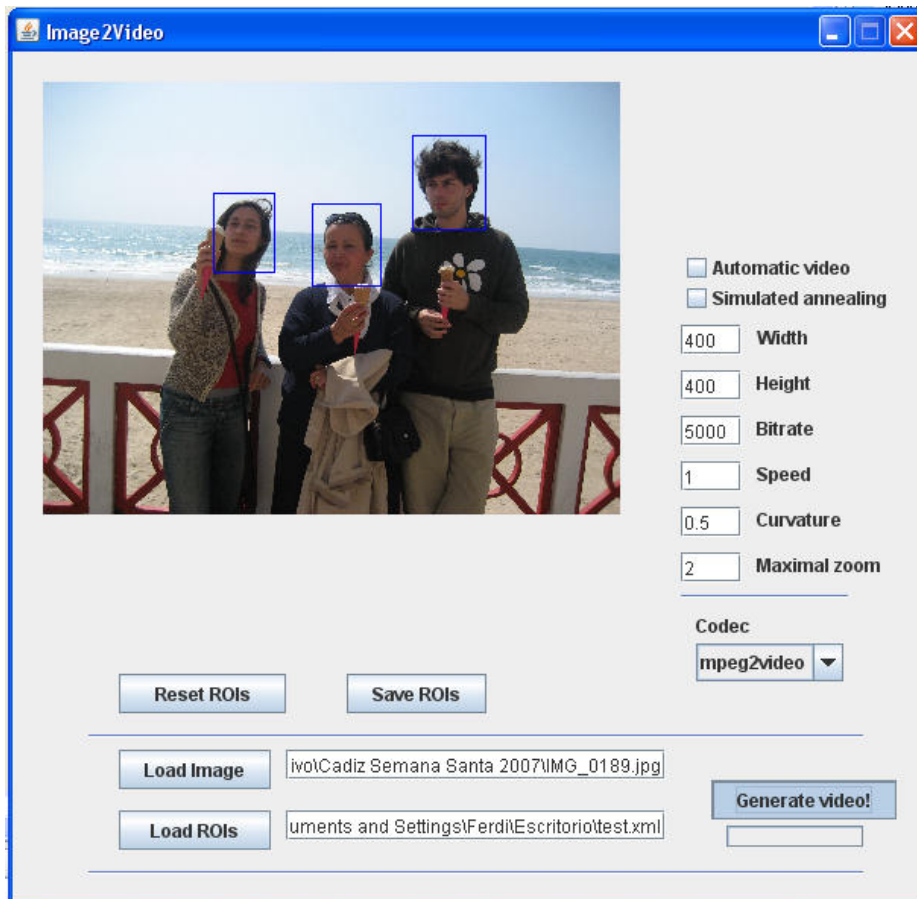 Image2Video
Automatic video
Simulated annealing
400 Width
400 Height
5000 Bitrate
1 Speed
0.5 Curvature
2 Maximal zoom
Codec
mpeg2video
Reset ROIs Save ROIs
Load Image ivo\Cadiz Semana Santa 2007\IMG_0189.jpg
Generate video!
Load ROIs uments and Settings\Ferdi\Escritorio\test.xml